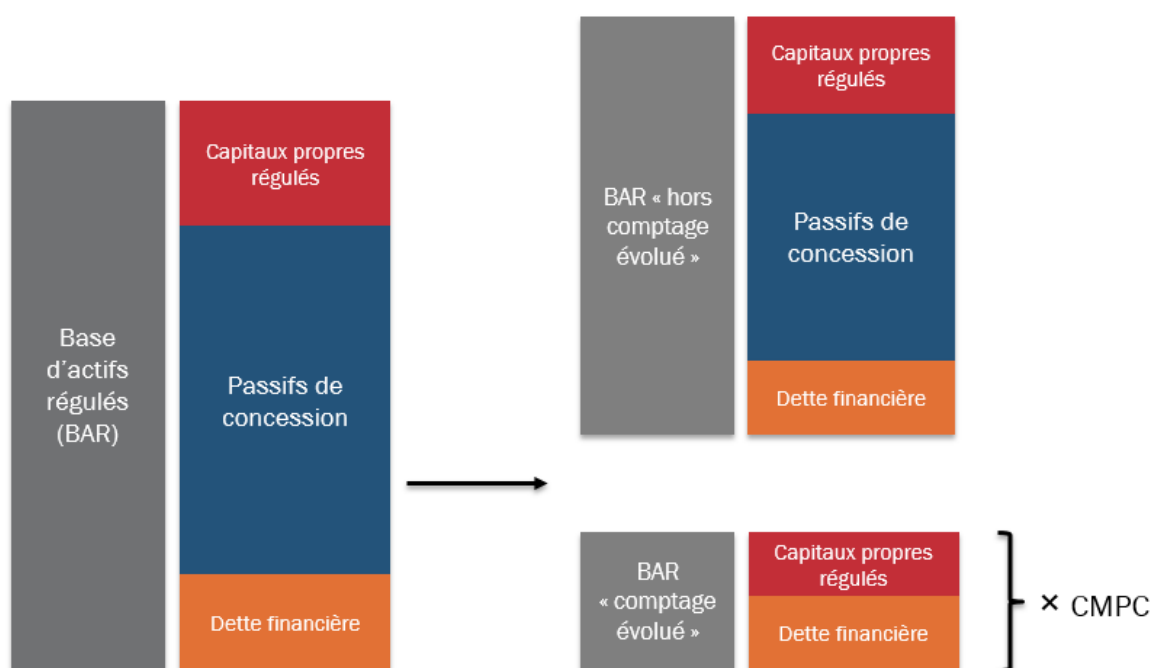 Base
d'actifs
régulés
(BAR)
Capitaux propres
régulés
Passifs de
concession
Dette financière
BAR « hors
comptage
évolué »
Capitaux propres
régulés
Passifs de
concession
Dette financière
BAR
« comptage
évolué »
Capitaux propres
régulés
Dette financière
× CMPC